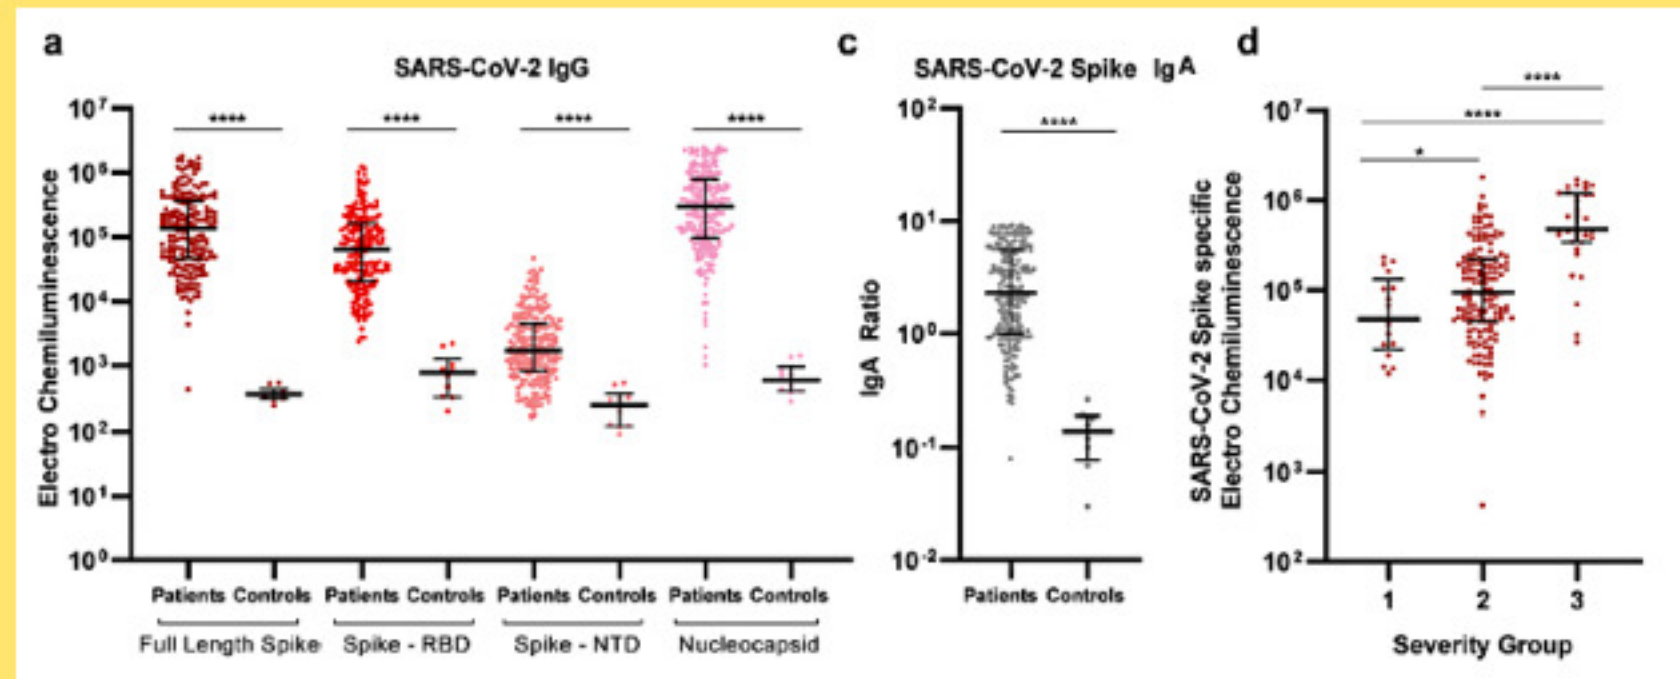 a
SARS-CoV-2 IgG
Electro Chemiluminescence
10⁷
10⁶
10⁵
10⁴
10³
10²
10¹
10⁰
**** **** **** ****
Patients Controls Patients Controls Patients Controls Patients Controls
Full Length Spike Spike - RBD Spike - NTD Nucleocapsid
c
SARS-CoV-2 Spike IgA
IgA Ratio
10²
10¹
10⁰
10⁻¹
10⁻²
****
Patients Controls
d
SARS-CoV-2 Spike specific
Electro Chemiluminescence
10⁷
10⁶
10⁵
10⁴
10³
10²
****
****
*
1 2 3
Severity Group